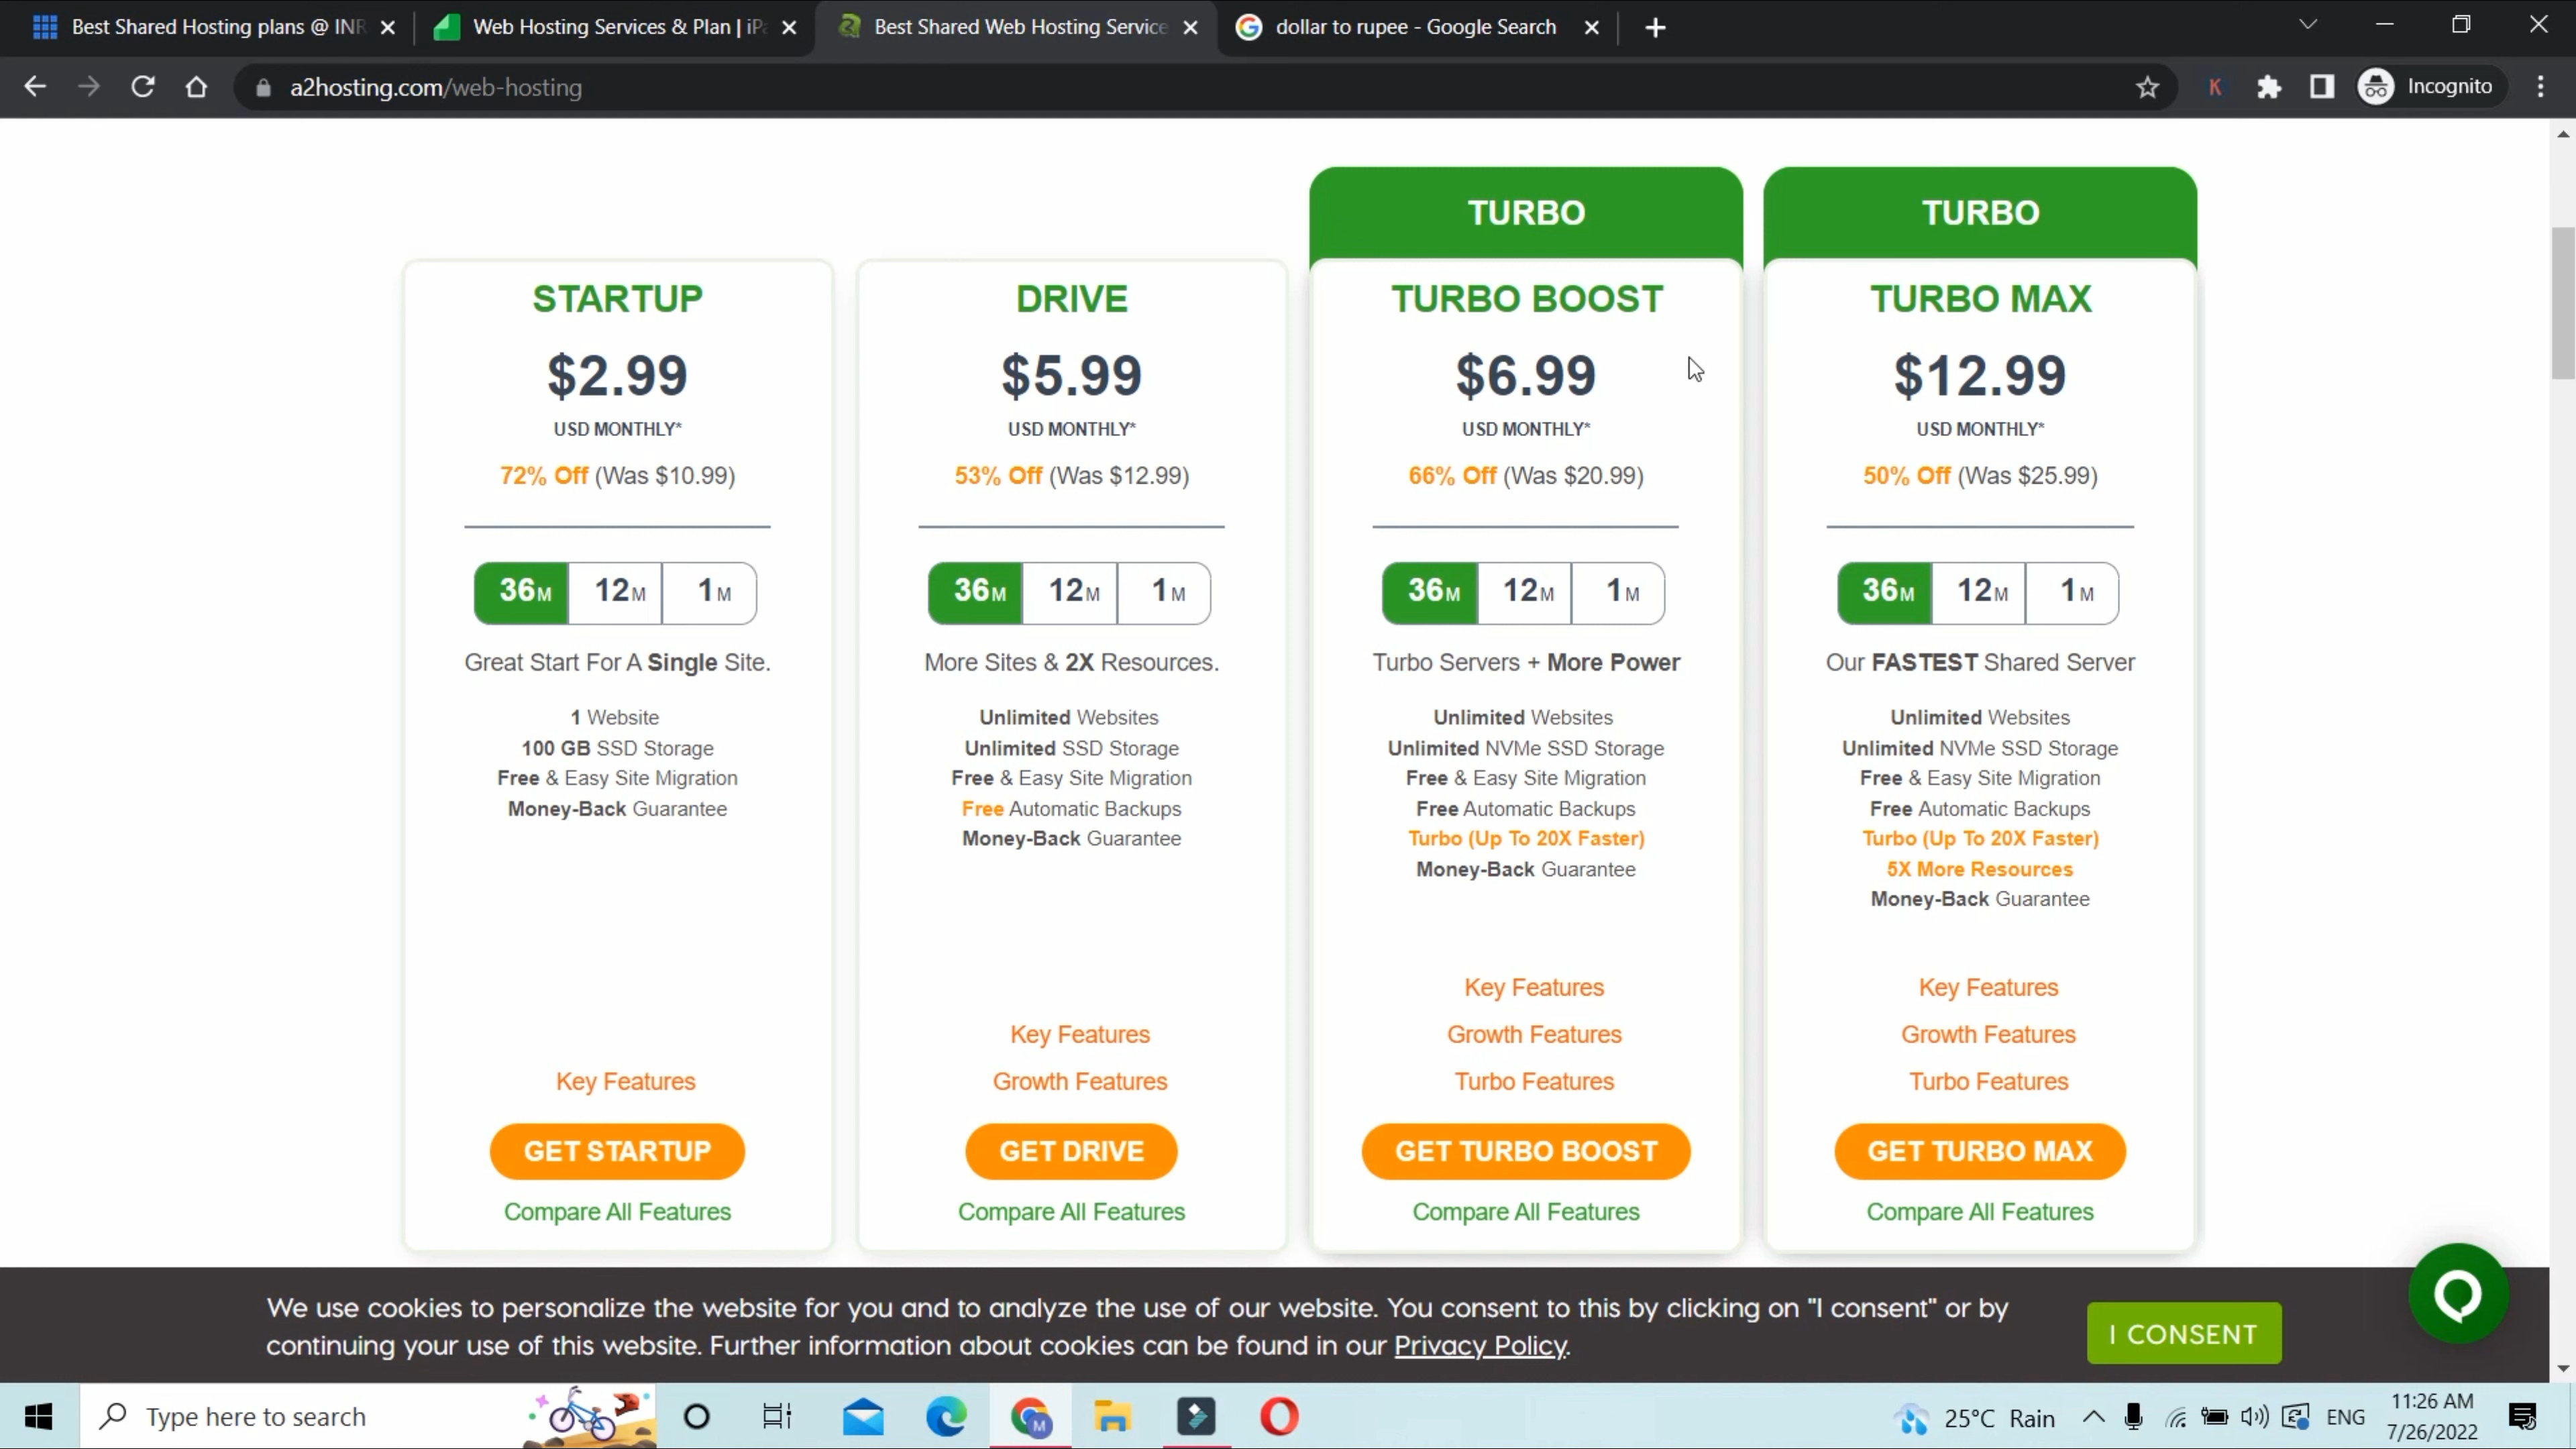 Best Shared Hosting plans @ INR
Web Hosting Services & Plan | iPa
Best Shared Web Hosting Service
dollar to rupee - Google Search
a2hosting.com/web-hosting
K
Incognito
TURBO
TURBO
STARTUP
$2.99
USD MONTHLY*
72% Off (Was $10.99)
36M 12M 1M
Great Start For A Single Site.
1 Website
100 GB SSD Storage
Free & Easy Site Migration
Money-Back Guarantee
Key Features
GET STARTUP
Compare All Features
DRIVE
$5.99
USD MONTHLY*
53% Off (Was $12.99)
36M 12M 1M
More Sites & 2X Resources.
Unlimited Websites
Unlimited SSD Storage
Free & Easy Site Migration
Free Automatic Backups
Money-Back Guarantee
Key Features
Growth Features
GET DRIVE
Compare All Features
TURBO BOOST
$6.99
USD MONTHLY*
66% Off (Was $20.99)
36M 12M 1M
Turbo Servers + More Power
Unlimited Websites
Unlimited NVMe SSD Storage
Free & Easy Site Migration
Free Automatic Backups
Turbo (Up To 20X Faster)
Money-Back Guarantee
Key Features
Growth Features
Turbo Features
GET TURBO BOOST
Compare All Features
TURBO MAX
$12.99
USD MONTHLY*
50% Off (Was $25.99)
36M 12M 1M
Our FASTEST Shared Server
Unlimited Websites
Unlimited NVMe SSD Storage
Free & Easy Site Migration
Free Automatic Backups
Turbo (Up To 20X Faster)
5X More Resources
Money-Back Guarantee
Key Features
Growth Features
Turbo Features
GET TURBO MAX
Compare All Features
We use cookies to personalize the website for you and to analyze the use of our website. You consent to this by clicking on "I consent" or by
continuing your use of this website. Further information about cookies can be found in our Privacy Policy.
I CONSENT
Type here to search
M
25°C Rain
ENG
11:26 AM
7/26/2022